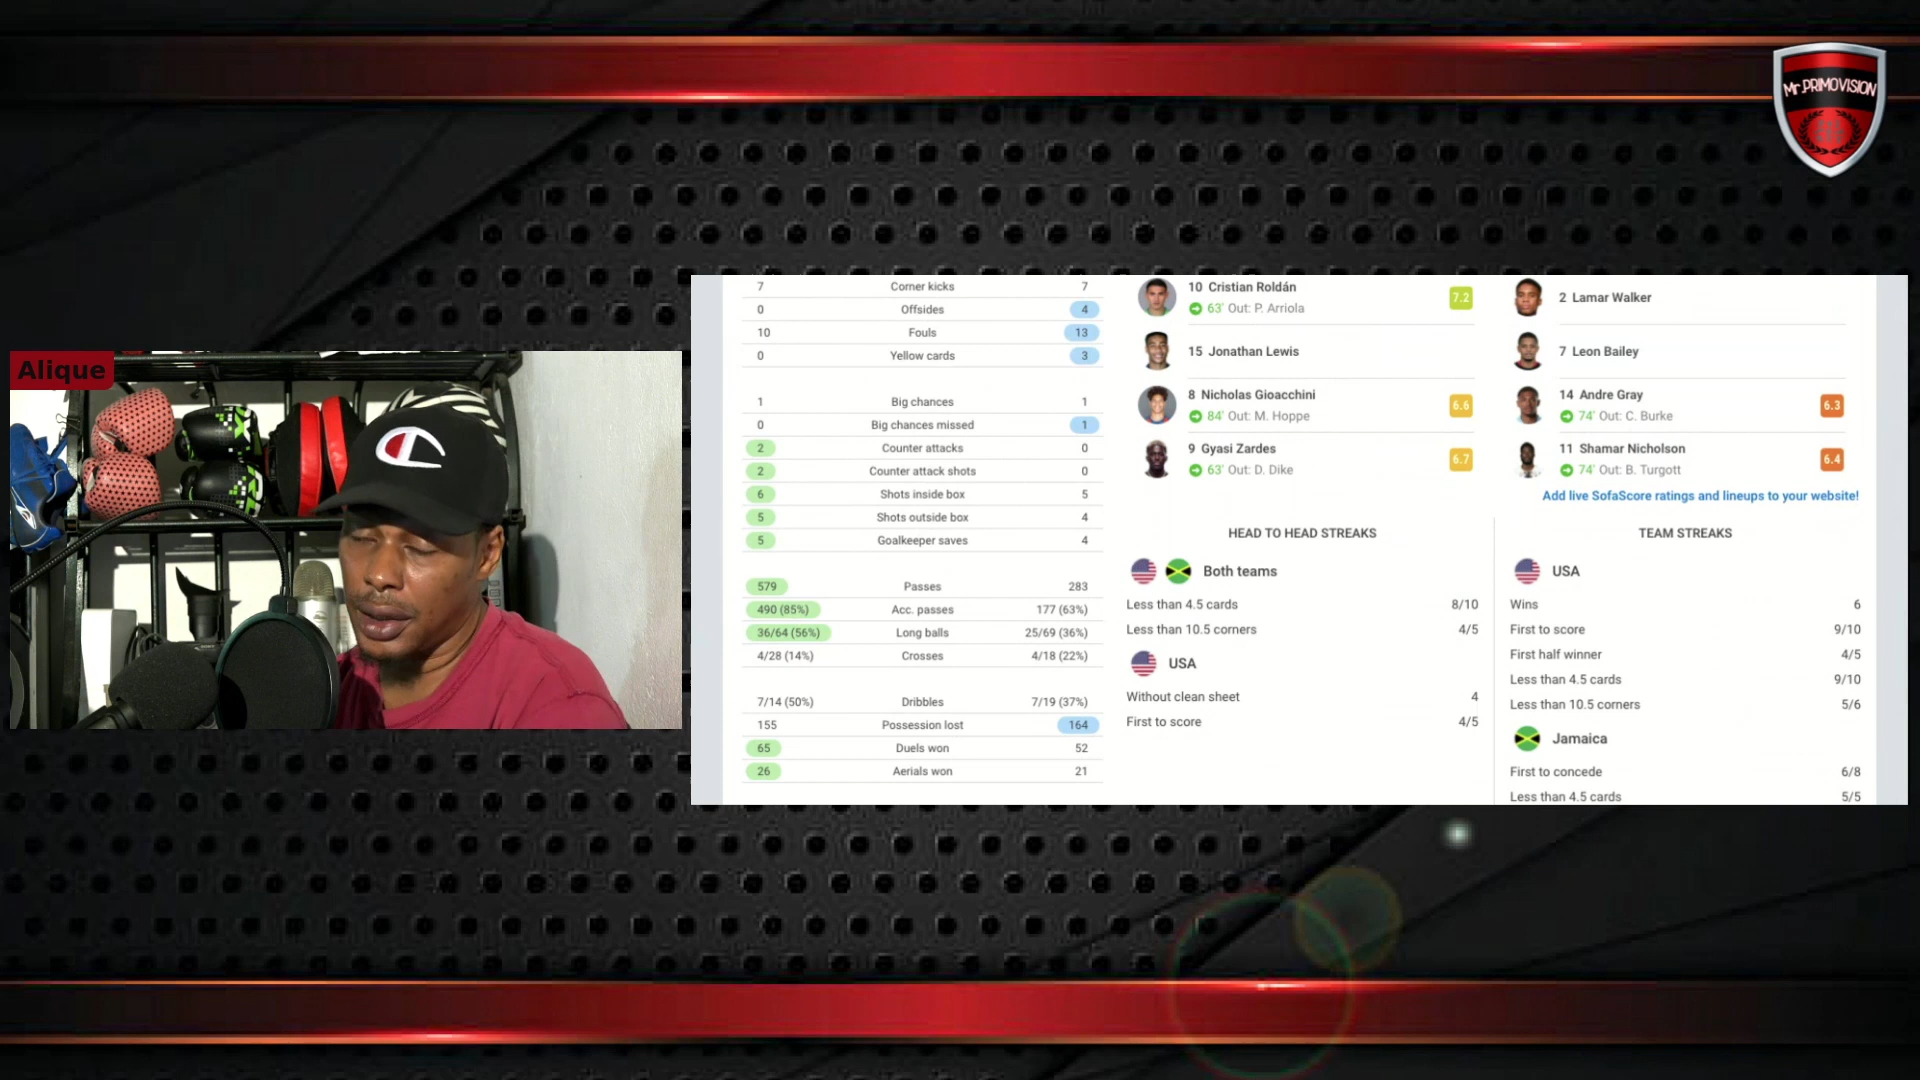 Mr.PRIMOVISION
Alique
7 Corner kicks 7
0 Offsides 4
10 Fouls 13
0 Yellow cards 3
1 Big chances 1
0 Big chances missed 1
2 Counter attacks 0
2 Counter attack shots 0
6 Shots inside box 5
5 Shots outside box 4
5 Goalkeeper saves 4
579 Passes 283
490 (85%) Acc. passes 177 (63%)
36/64 (56%) Long balls 25/69 (36%)
4/28 (14%) Crosses 4/18 (22%)
7/14 (50%) Dribbles 7/19 (37%)
155 Possession lost 164
65 Duels won 52
26 Aerials won 21
10 Cristian Roldán 7.2
63' Out: P. Arriola
15 Jonathan Lewis
8 Nicholas Gioacchini 6.6
84' Out: M. Hoppe
9 Gyasi Zardes 6.7
63' Out: D. Dike
2 Lamar Walker
7 Leon Bailey
14 Andre Gray 6.3
74' Out: C. Burke
11 Shamar Nicholson 6.4
74' Out: B. Turgott
Add live SofaScore ratings and lineups to your website!
HEAD TO HEAD STREAKS
Both teams
Less than 4.5 cards 8/10
Less than 10.5 corners 4/5
USA
Without clean sheet 4
First to score 4/5
TEAM STREAKS
USA
Wins 6
First to score 9/10
First half winner 4/5
Less than 4.5 cards 9/10
Less than 10.5 corners 5/6
Jamaica
First to concede 6/8
Less than 4.5 cards 5/5